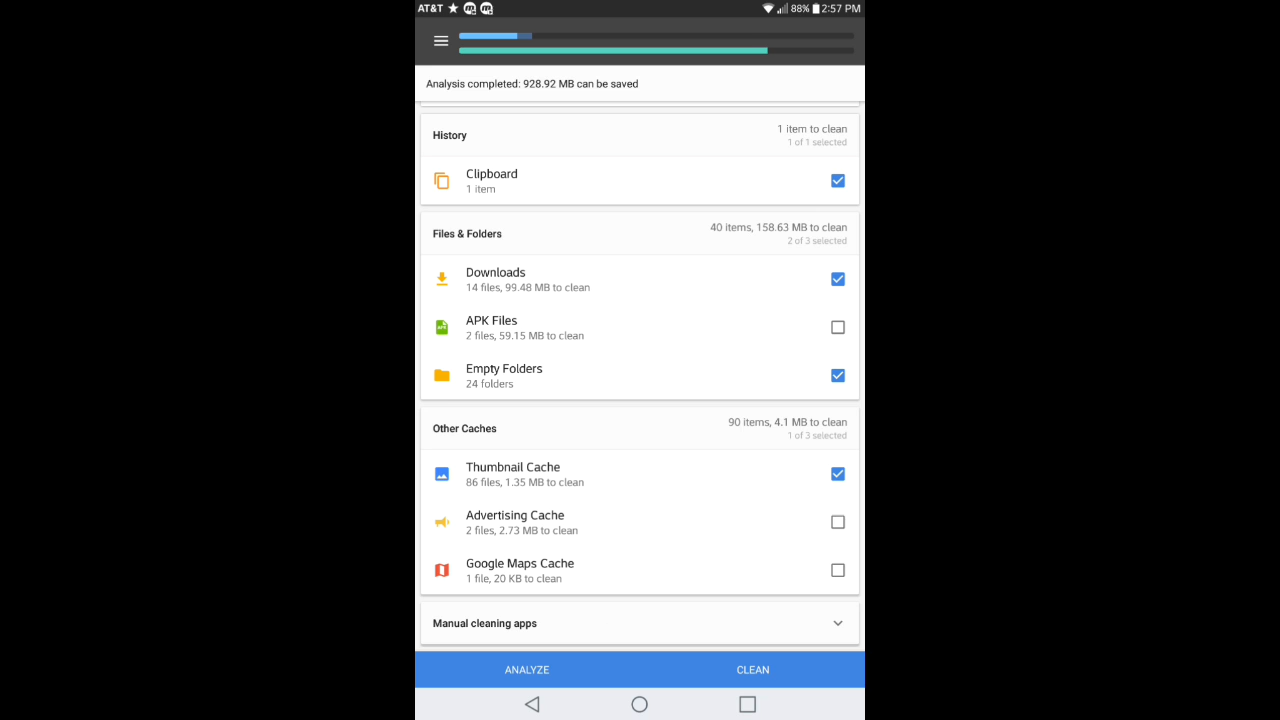 AT&T 88% 2:57 PM
Analysis completed: 928.92 MB can be saved
History
1 item to clean
1 of 1 selected
Clipboard
1 item
Files & Folders
40 items, 158.63 MB to clean
2 of 3 selected
Downloads
14 files, 99.48 MB to clean
APK Files
2 files, 59.15 MB to clean
Empty Folders
24 folders
Other Caches
90 items, 4.1 MB to clean
1 of 3 selected
Thumbnail Cache
86 files, 1.35 MB to clean
Advertising Cache
2 files, 2.73 MB to clean
Google Maps Cache
1 file, 20 KB to clean
Manual cleaning apps
ANALYZE CLEAN